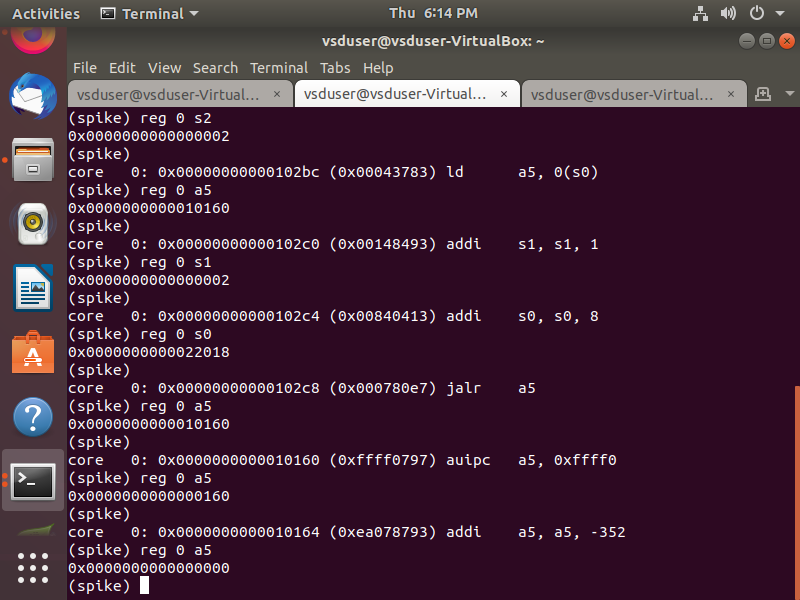 Activities Terminal Thu 6:14 PM
vsduser@vsduser-VirtualBox: ~
File Edit View Search Terminal Tabs Help
vsduser@vsduser-Virtual... × vsduser@vsduser-Virtual... × vsduser@vsduser-Virtual... ×
(spike) reg 0 s2
0x0000000000000002
(spike)
core   0: 0x00000000000102bc (0x00043783) ld      a5, 0(s0)
(spike) reg 0 a5
0x0000000000010160
(spike)
core   0: 0x00000000000102c0 (0x00148493) addi    s1, s1, 1
(spike) reg 0 s1
0x0000000000000002
(spike)
core   0: 0x00000000000102c4 (0x00840413) addi    s0, s0, 8
(spike) reg 0 s0
0x0000000000022018
(spike)
core   0: 0x00000000000102c8 (0x000780e7) jalr    a5
(spike) reg 0 a5
0x0000000000010160
(spike)
core   0: 0x0000000000010160 (0xffff0797) auipc   a5, 0xffff0
(spike) reg 0 a5
0x0000000000000160
(spike)
core   0: 0x0000000000010164 (0xea078793) addi    a5, a5, -352
(spike) reg 0 a5
0x0000000000000000
(spike)